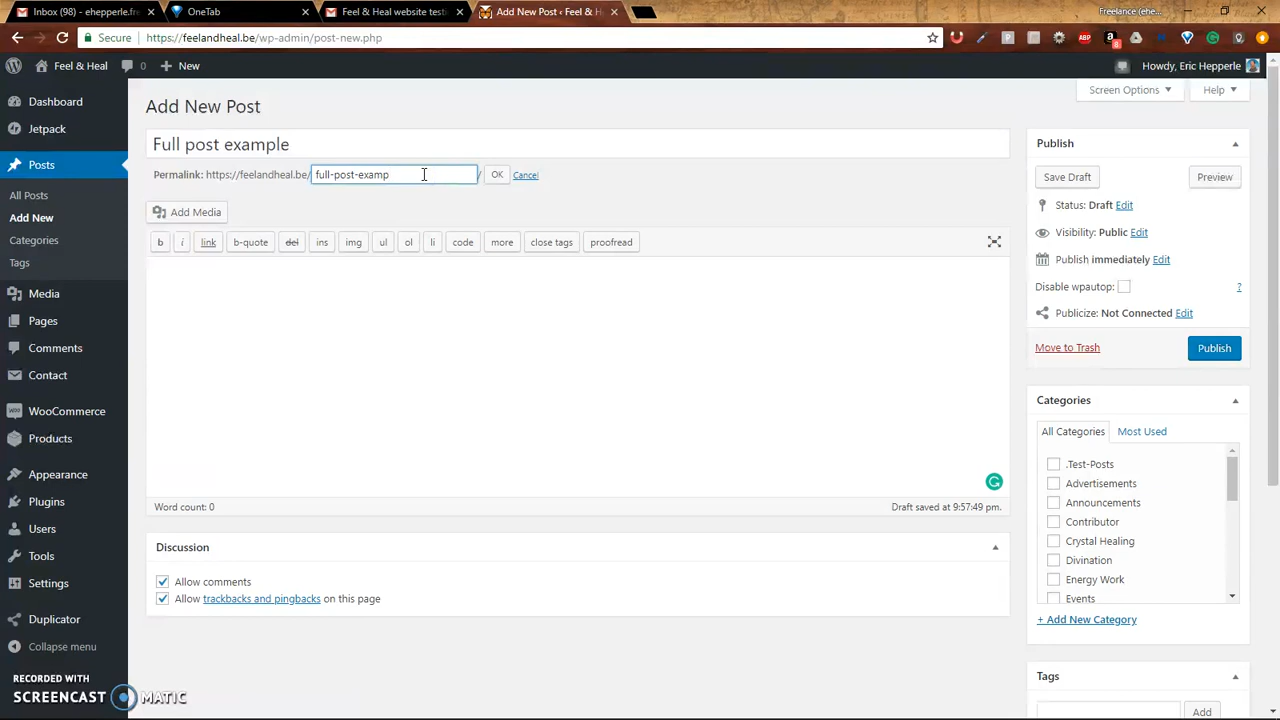 Inbox (98) - ehepperle.fre
OneTab
Feel & Heal website testi
Add New Post ‹ Feel & H
Freelance (ehe...
Secure
https://feelandheal.be/wp-admin/post-new.php
ABP
8
Feel & Heal
0
New
Howdy, Eric Hepperle
Dashboard
Jetpack
Posts
All Posts
Add New
Categories
Tags
Media
Pages
Comments
Contact
WooCommerce
Products
Appearance
Plugins
Users
Tools
Settings
Duplicator
Collapse menu
Add New Post
Screen Options
Help
Full post example
Permalink: https://feelandheal.be/ full-post-examp / OK Cancel
Add Media
b i link b-quote del ins img ul ol li code more close tags proofread
Word count: 0
Draft saved at 9:57:49 pm.
Discussion
Allow comments
Allow trackbacks and pingbacks on this page
Publish
Save Draft
Preview
Status: Draft Edit
Visibility: Public Edit
Publish immediately Edit
Disable wpautop:
?
Publicize: Not Connected Edit
Move to Trash
Publish
Categories
All Categories
Most Used
.Test-Posts
Advertisements
Announcements
Contributor
Crystal Healing
Divination
Energy Work
Events
+ Add New Category
Tags
Add
RECORDED WITH
SCREENCAST MATIC